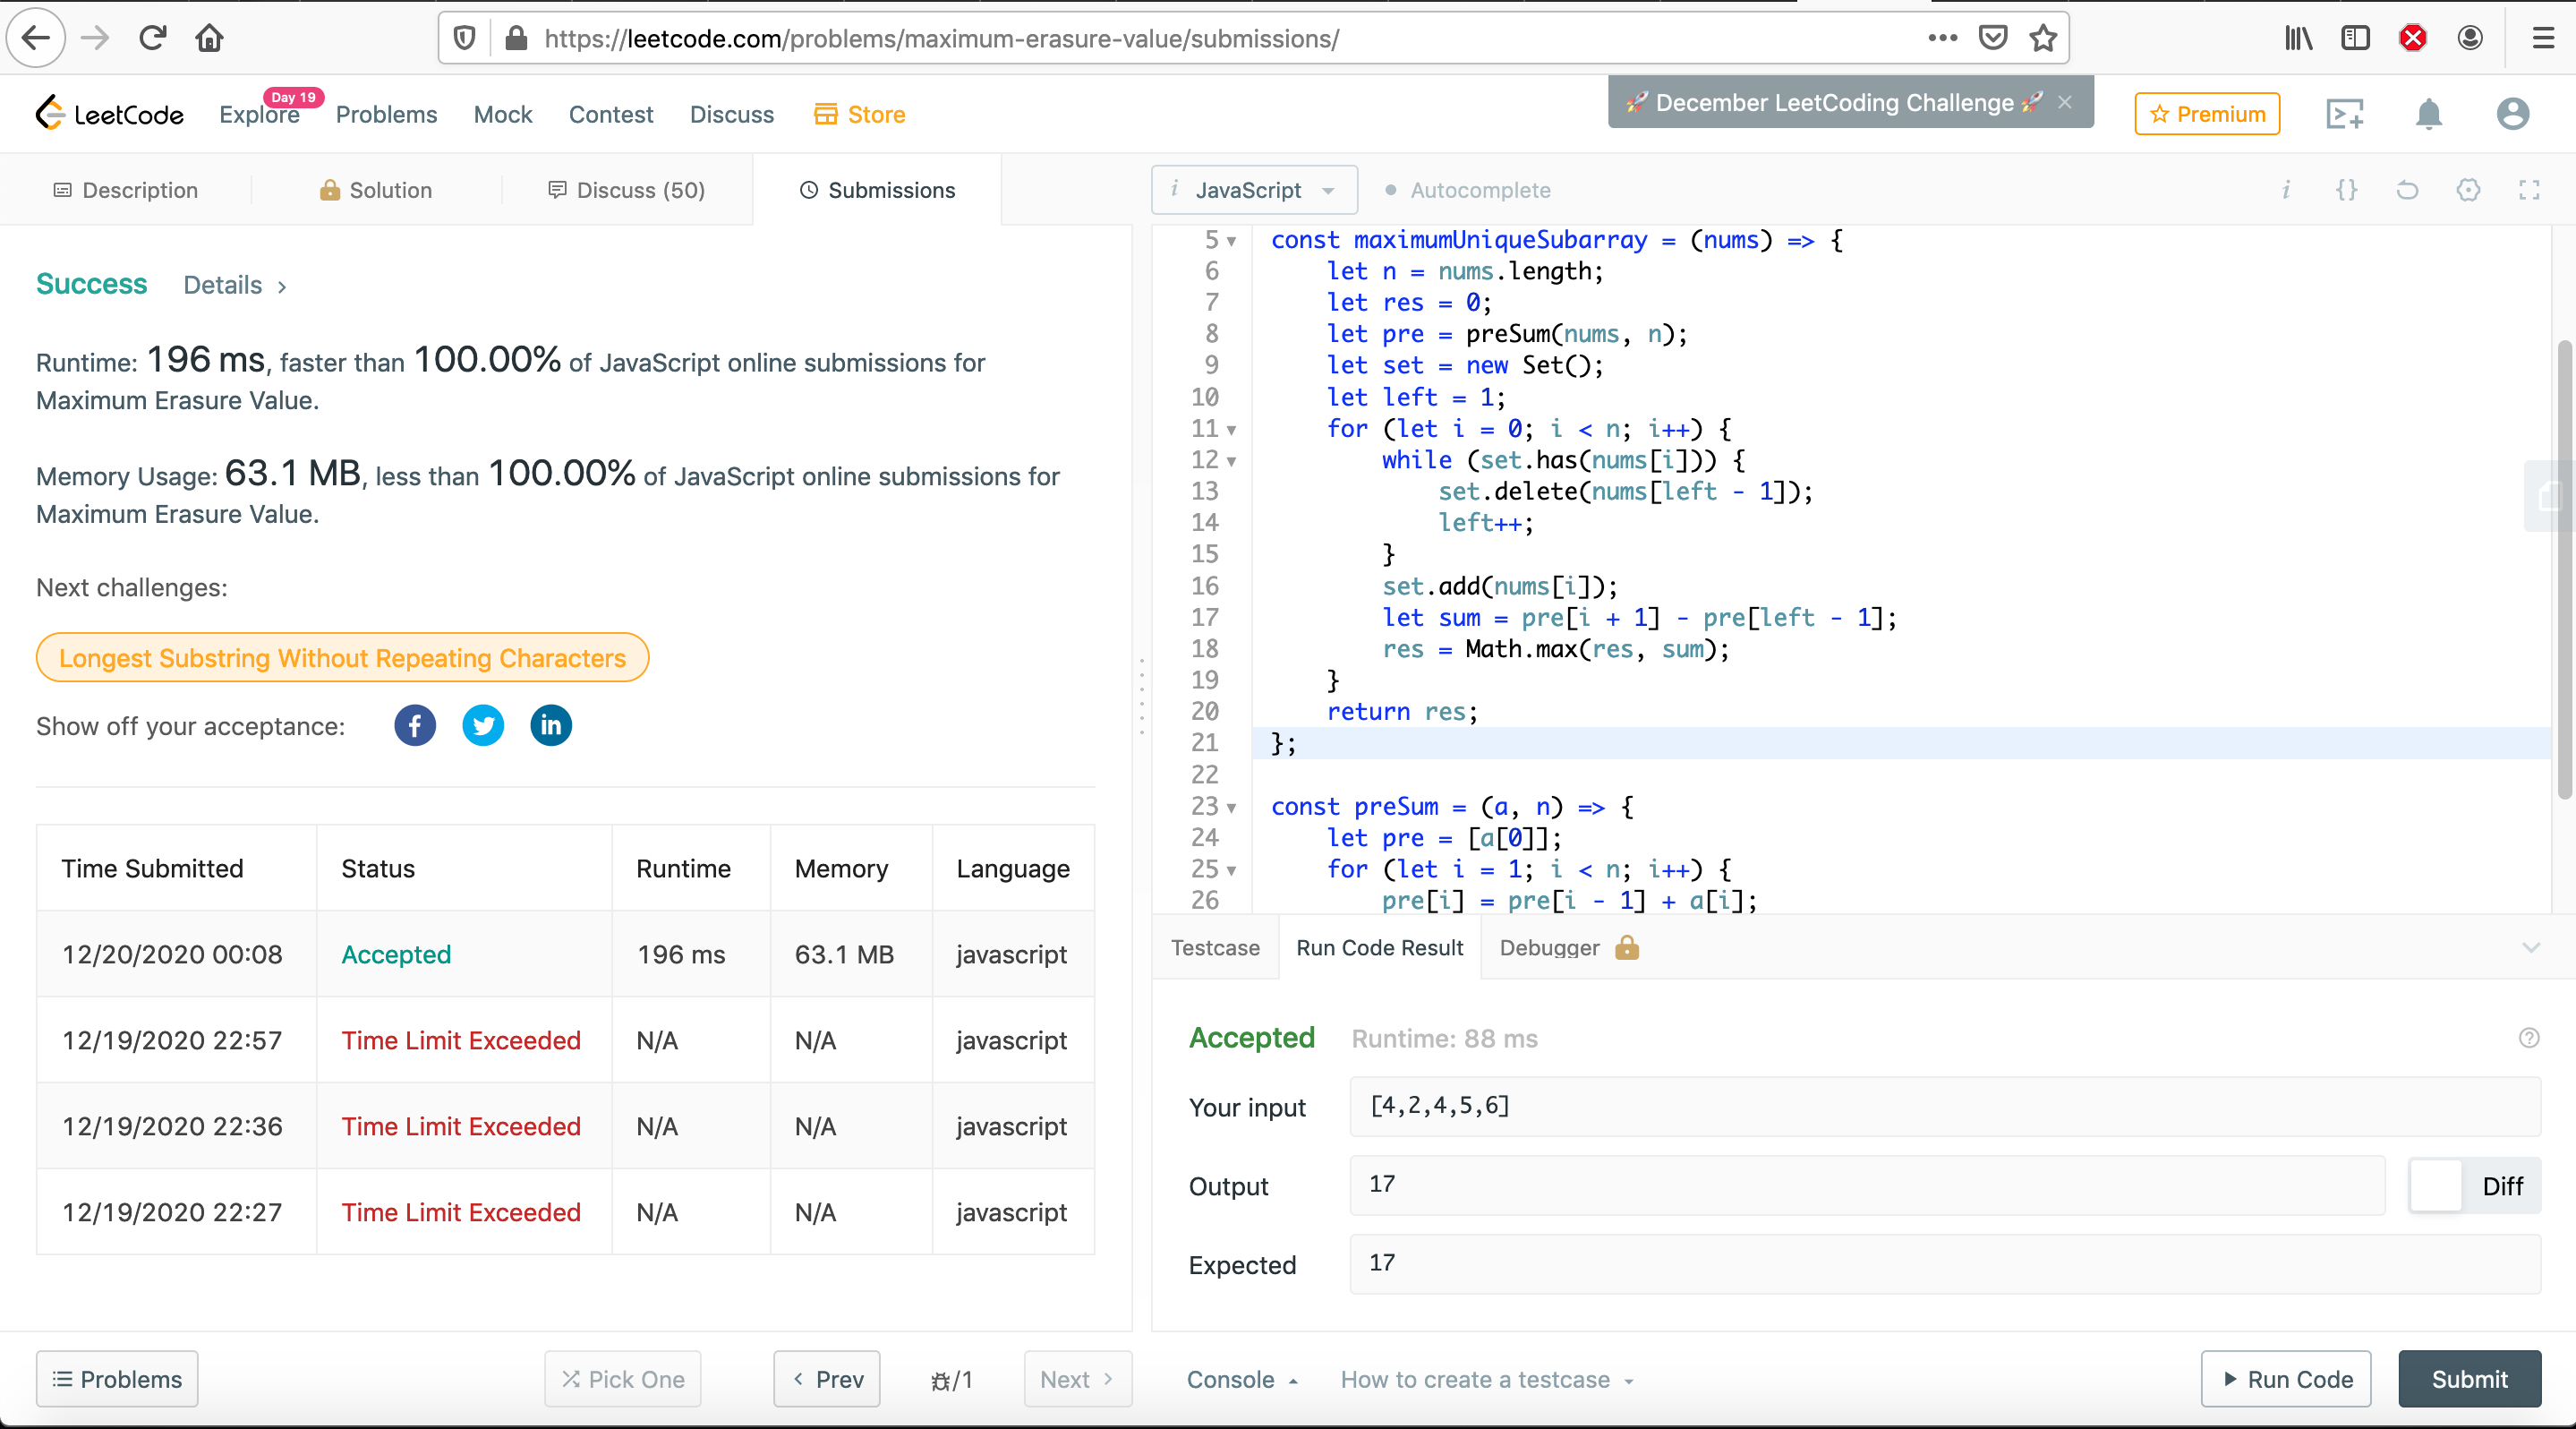 https://leetcode.com/problems/maximum-erasure-value/submissions/
LeetCode Explore Day 19 Problems Mock Contest Discuss Store 🚀 December LeetCoding Challenge 🚀 × Premium
Description Solution Discuss (50) Submissions
i JavaScript Autocomplete
Success Details >
Runtime: 196 ms, faster than 100.00% of JavaScript online submissions for
Maximum Erasure Value.
Memory Usage: 63.1 MB, less than 100.00% of JavaScript online submissions for
Maximum Erasure Value.
Next challenges:
Longest Substring Without Repeating Characters
Show off your acceptance:
Time Submitted Status Runtime Memory Language
12/20/2020 00:08 Accepted 196 ms 63.1 MB javascript
12/19/2020 22:57 Time Limit Exceeded N/A N/A javascript
12/19/2020 22:36 Time Limit Exceeded N/A N/A javascript
12/19/2020 22:27 Time Limit Exceeded N/A N/A javascript
5 const maximumUniqueSubarray = (nums) => {
6 let n = nums.length;
7 let res = 0;
8 let pre = preSum(nums, n);
9 let set = new Set();
10 let left = 1;
11 for (let i = 0; i < n; i++) {
12 while (set.has(nums[i])) {
13 set.delete(nums[left - 1]);
14 left++;
15 }
16 set.add(nums[i]);
17 let sum = pre[i + 1] - pre[left - 1];
18 res = Math.max(res, sum);
19 }
20 return res;
21 };
22
23 const preSum = (a, n) => {
24 let pre = [a[0]];
25 for (let i = 1; i < n; i++) {
26 pre[i] = pre[i - 1] + a[i];
Testcase Run Code Result Debugger
Accepted Runtime: 88 ms
Your input [4,2,4,5,6]
Output 17 Diff
Expected 17
Problems Pick One < Prev /1 Next >
Console How to create a testcase Run Code Submit